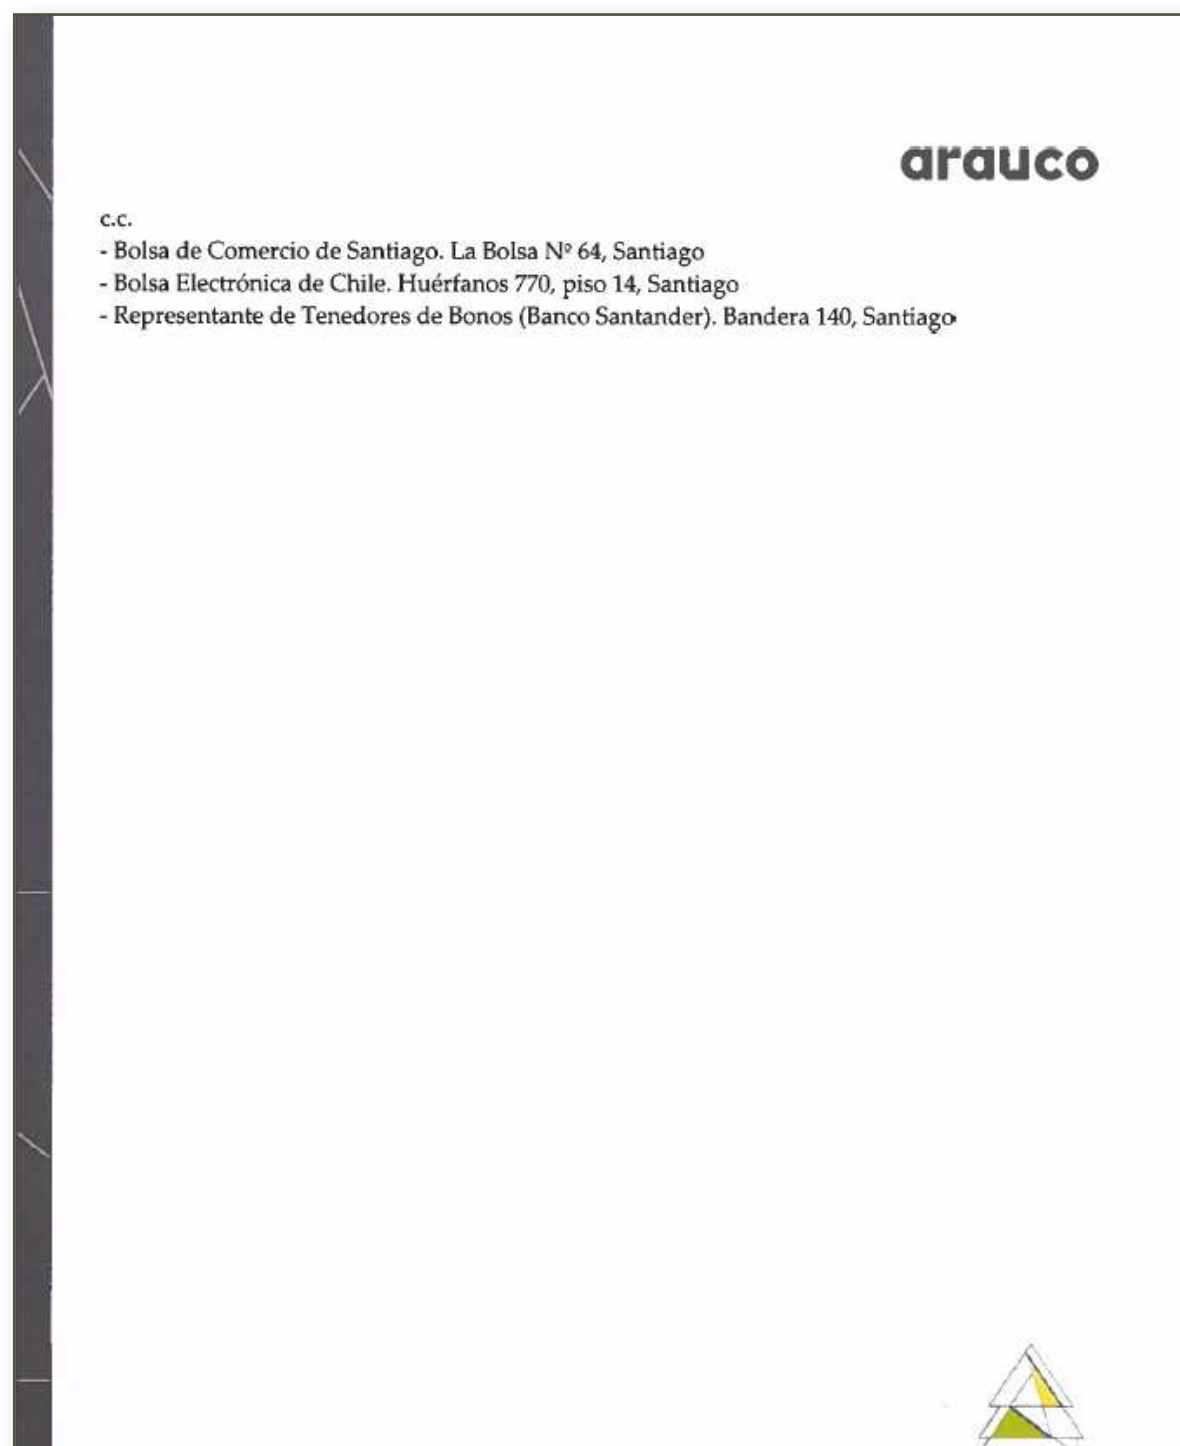 arauco
c.c.
- Bolsa de Comercio de Santiago. La Bolsa Nº 64, Santiago
- Bolsa Electrónica de Chile. Huérfanos 770, piso 14, Santiago
- Representante de Tenedores de Bonos (Banco Santander). Bandera 140, Santiago